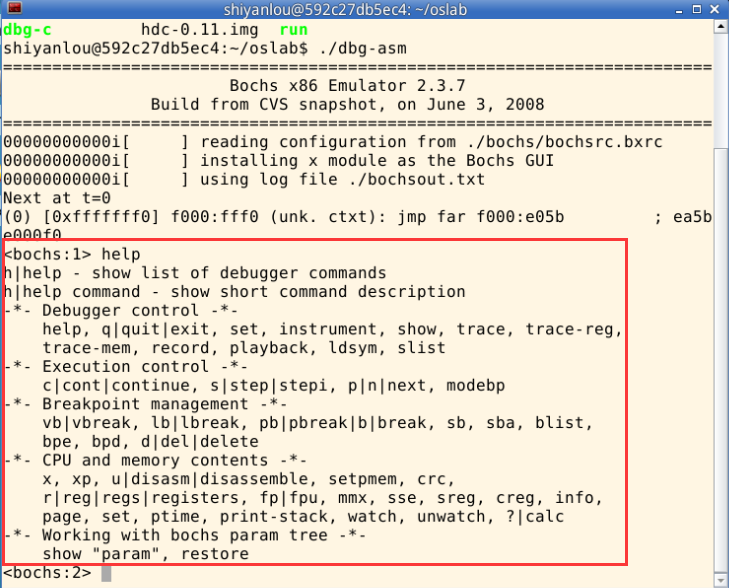 shiyanlou@592c27db5ec4: ~/oslab
dbg-c            hdc-0.11.img  run
shiyanlou@592c27db5ec4:~/oslab$ ./dbg-asm
========================================================================
                       Bochs x86 Emulator 2.3.7
               Build from CVS snapshot, on June 3, 2008
========================================================================
00000000000i[     ] reading configuration from ./bochs/bochsrc.bxrc
00000000000i[     ] installing x module as the Bochs GUI
00000000000i[     ] using log file ./bochsout.txt
Next at t=0
(0) [0xfffffff0] f000:fff0 (unk. ctxt): jmp far f000:e05b         ; ea5b
e000f0
<bochs:1> help
h|help - show list of debugger commands
h|help command - show short command description
-*- Debugger control -*-
    help, q|quit|exit, set, instrument, show, trace, trace-reg,
    trace-mem, record, playback, ldsym, slist
-*- Execution control -*-
    c|cont|continue, s|step|stepi, p|n|next, modebp
-*- Breakpoint management -*-
    vb|vbreak, lb|lbreak, pb|pbreak|b|break, sb, sba, blist,
    bpe, bpd, d|del|delete
-*- CPU and memory contents -*-
    x, xp, u|disasm|disassemble, setpmem, crc,
    r|reg|regs|registers, fp|fpu, mmx, sse, sreg, creg, info,
    page, set, ptime, print-stack, watch, unwatch, ?|calc
-*- Working with bochs param tree -*-
    show "param", restore
<bochs:2>